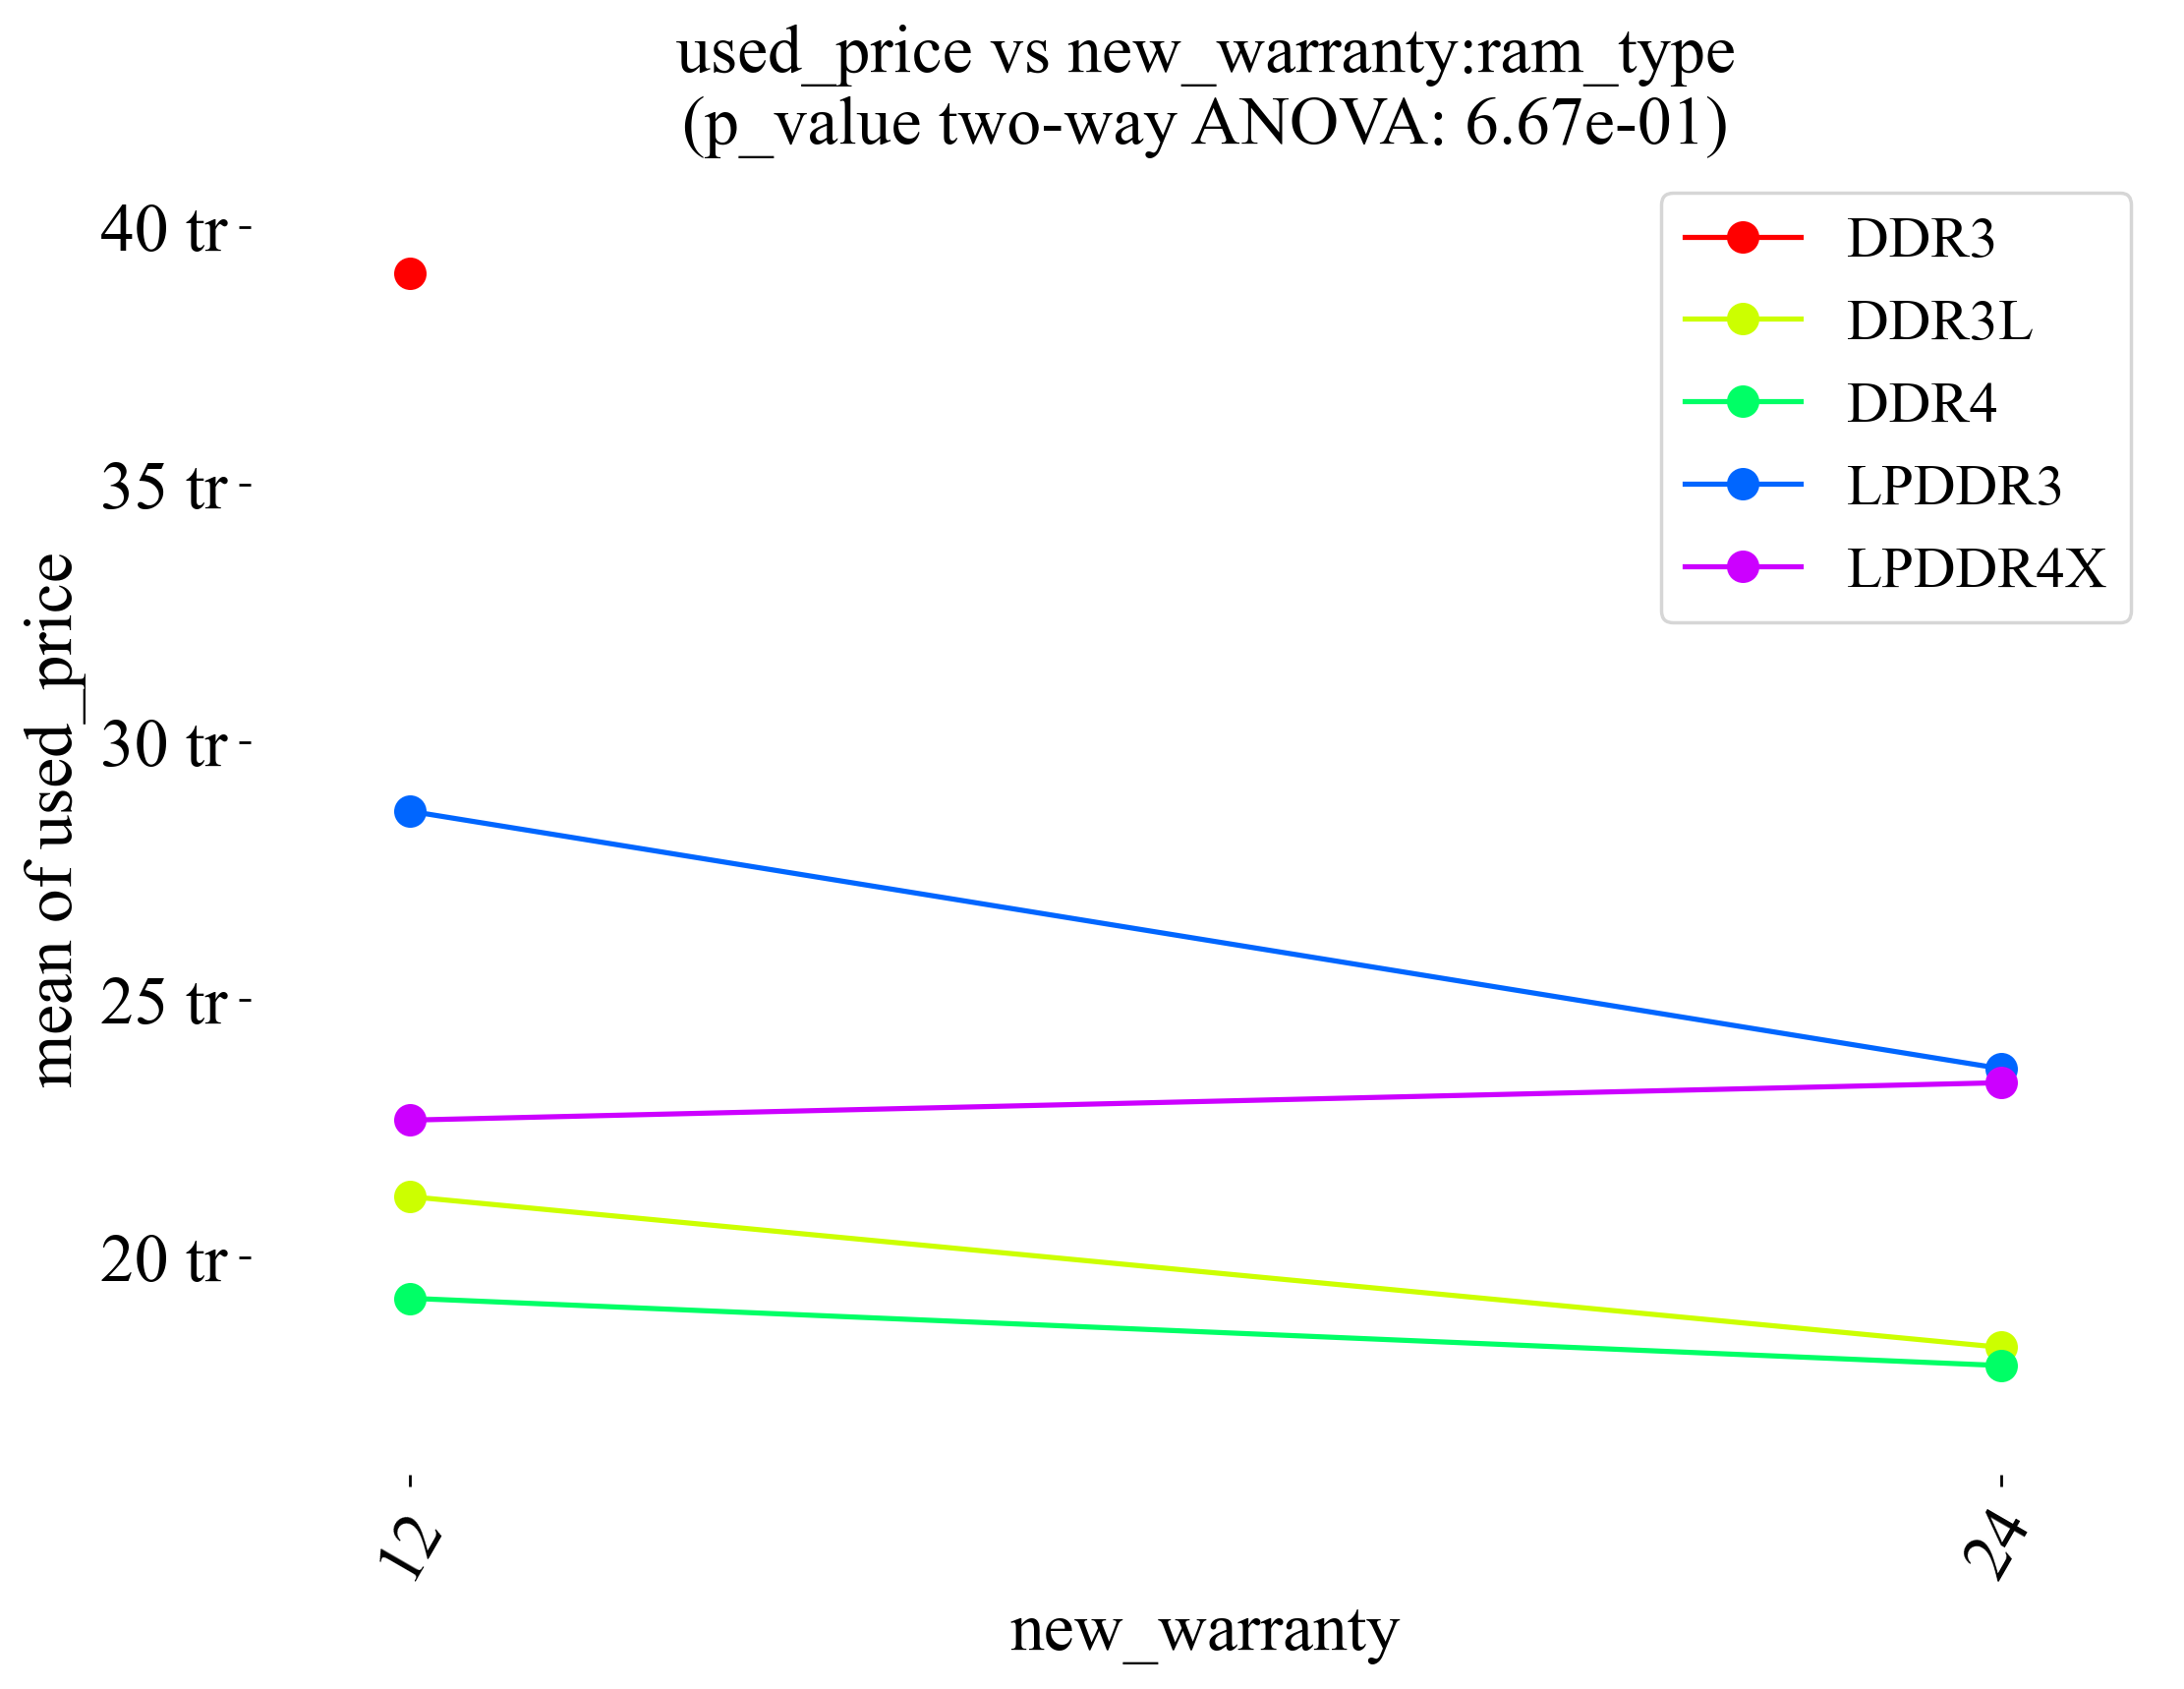 used_price vs new_warranty:ram_type
(p_value two-way ANOVA: 6.67e-01)
mean of used_price
40 tr
35 tr
30 tr
25 tr
20 tr
DDR3
DDR3L
DDR4
LPDDR3
LPDDR4X
12
24
new_warranty